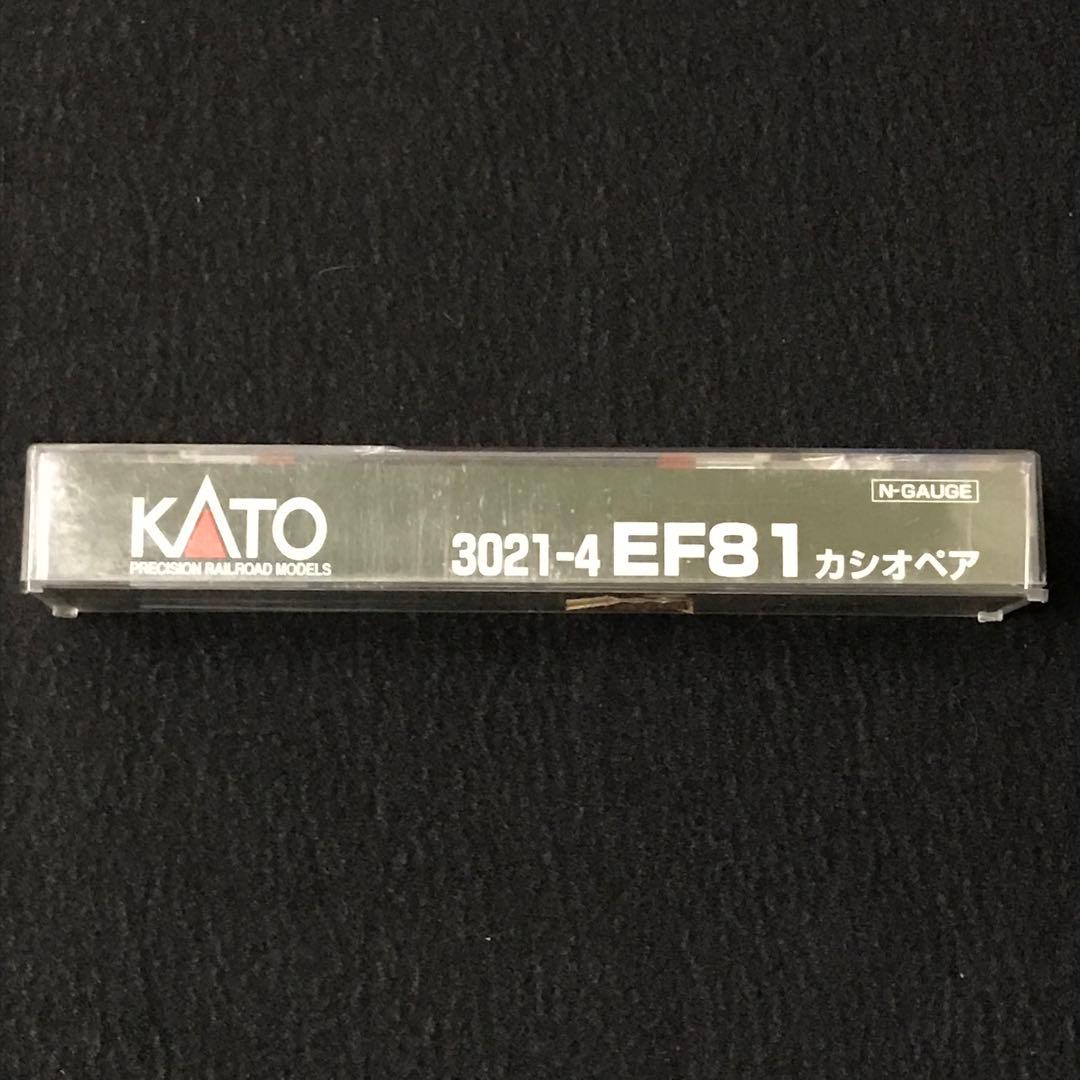 N-GAUGE
KATO
PRECISION RAILROAD MODELS
3021-4 EF81 カシオペア